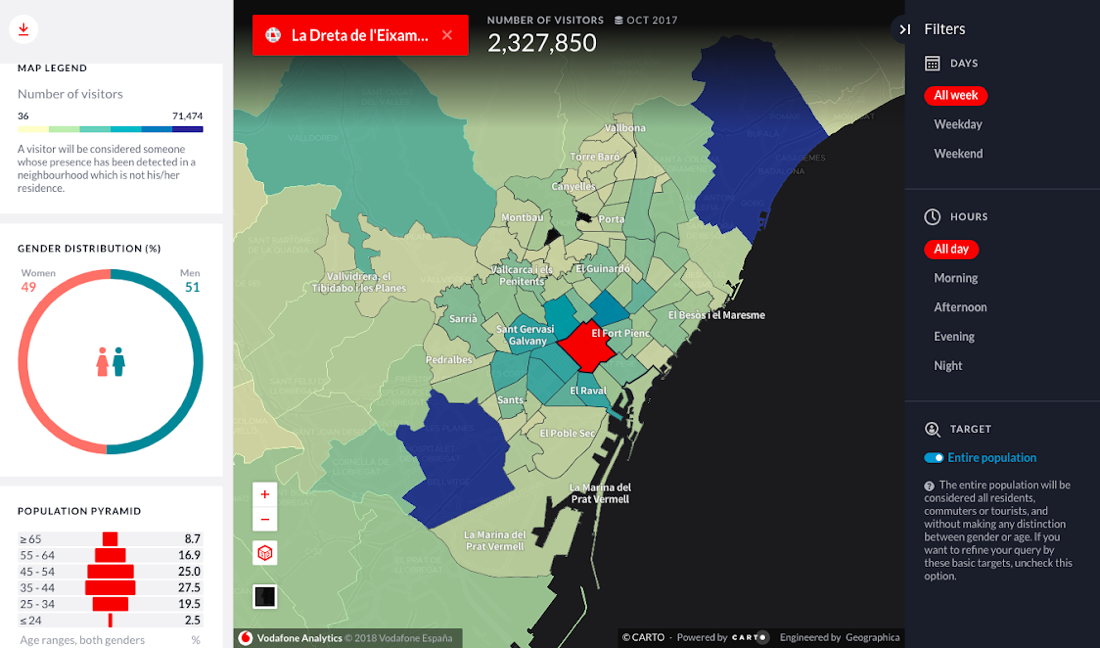 MAP LEGEND
Number of visitors
36 71,474
A visitor will be considered someone
whose presence has been detected in a
neighbourhood which is not his/her
residence.
GENDER DISTRIBUTION (%)
Women Men
49 51
POPULATION PYRAMID
≥ 65 8.7
55 - 64 16.9
45 - 54 25.0
35 - 44 27.5
25 - 34 19.5
≤ 24 2.5
Age ranges, both genders %
La Dreta de l'Eixam... ×
NUMBER OF VISITORS OCT 2017
2,327,850
Vallbona
Torre Baró
Canyelles
Montbau
Porta
Vallcarca i els
Penitents
El Guinardó
Vallvidrera, el
Tibidabo i les Planes
Sarrià
Sant Gervasi
Galvany
El Fort Pienc
El Besòs i el Maresme
Pedralbes
El Raval
Sants
El Poble Sec
La Marina del
Prat Vermell
La Marina del
Prat Vermell
+
−
Vodafone Analytics © 2018 Vodafone España
© CARTO - Powered by CARTO Engineered by Geographica
Filters
DAYS
All week
Weekday
Weekend
HOURS
All day
Morning
Afternoon
Evening
Night
TARGET
Entire population
? The entire population will be
considered all residents,
commuters or tourists, and
without making any distinction
between gender or age. If you
want to refine your query by
these basic targets, uncheck this
option.